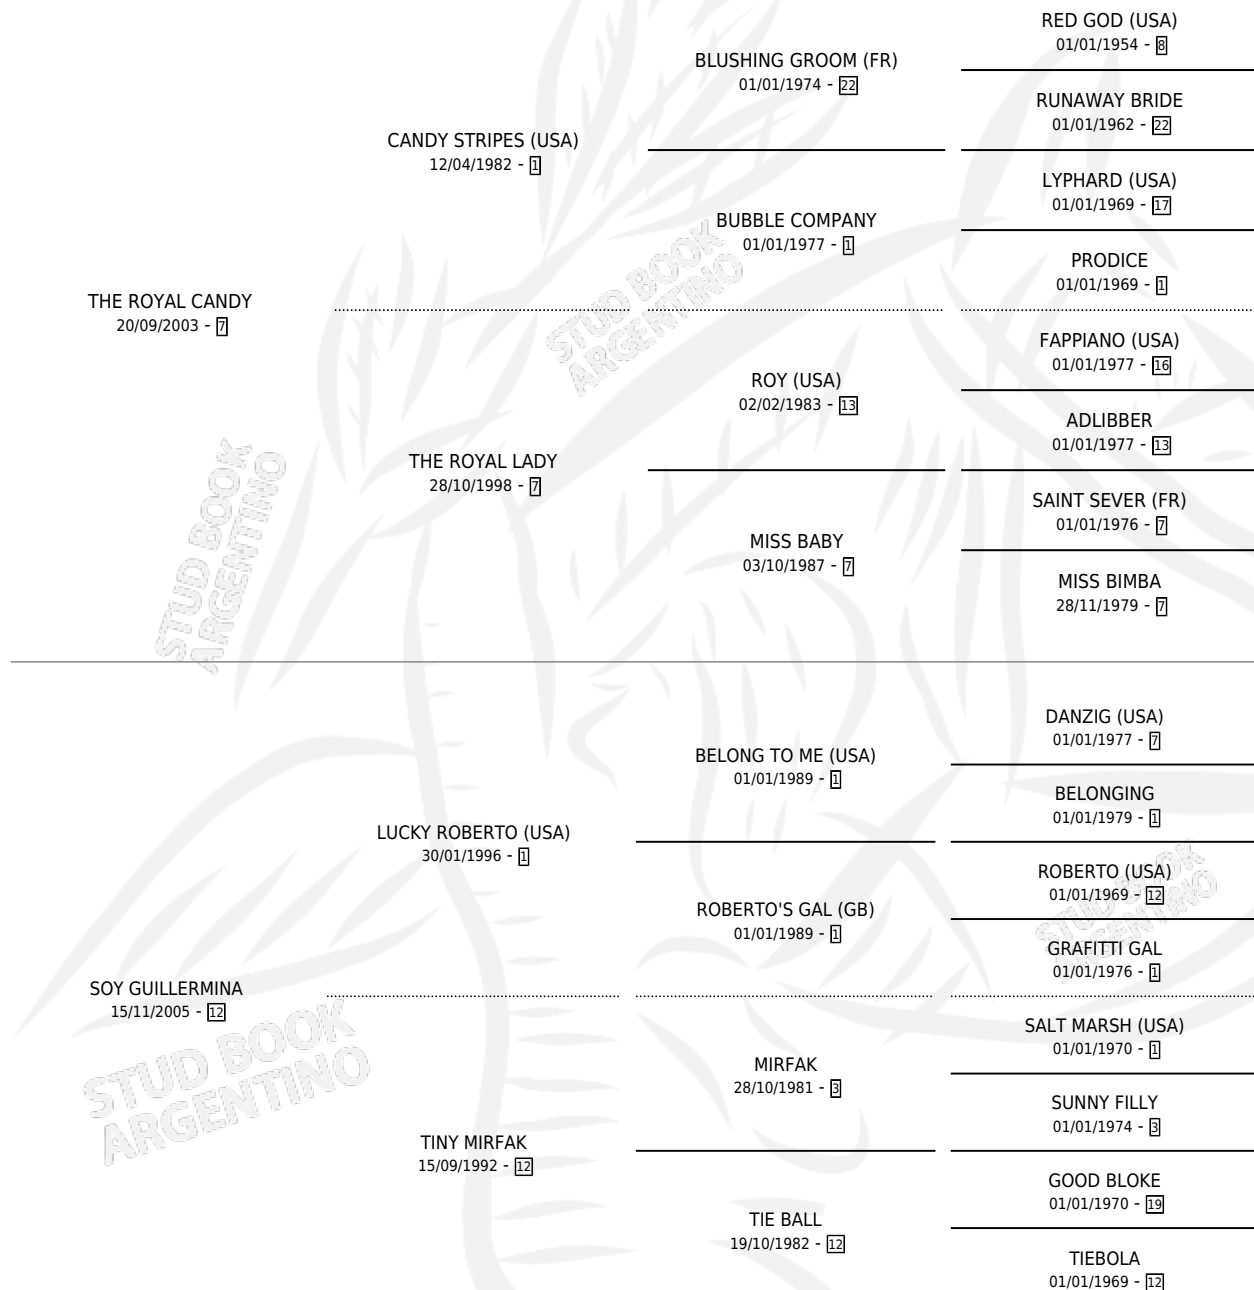 RED GOD (USA)
01/01/1954 - 8
BLUSHING GROOM (FR)
01/01/1974 - 22
RUNAWAY BRIDE
01/01/1962 - 22
CANDY STRIPES (USA)
12/04/1982 - 1
LYPHARD (USA)
01/01/1969 - 17
BUBBLE COMPANY
01/01/1977 - 1
PRODICE
01/01/1969 - 1
THE ROYAL CANDY
20/09/2003 - 7
STUD BOOK
ARGENTINO
FAPPIANO (USA)
01/01/1977 - 16
ROY (USA)
02/02/1983 - 13
ADLIBBER
01/01/1977 - 13
THE ROYAL LADY
28/10/1998 - 7
SAINT SEVER (FR)
01/01/1976 - 7
MISS BABY
03/10/1987 - 7
MISS BIMBA
28/11/1979 - 7
STUD BOOK
ARGENTINO
DANZIG (USA)
01/01/1977 - 7
BELONG TO ME (USA)
01/01/1989 - 1
BELONGING
01/01/1979 - 1
LUCKY ROBERTO (USA)
30/01/1996 - 1
ROBERTO (USA)
01/01/1969 - 12
ROBERTO'S GAL (GB)
01/01/1989 - 1
STUD BOOK
ARGENTINO
GRAFITTI GAL
01/01/1976 - 1
SOY GUILLERMINA
15/11/2005 - 12
STUD BOOK
ARGENTINO
SALT MARSH (USA)
01/01/1970 - 1
MIRFAK
28/10/1981 - 3
SUNNY FILLY
01/01/1974 - 3
TINY MIRFAK
15/09/1992 - 12
GOOD BLOKE
01/01/1970 - 19
TIE BALL
19/10/1982 - 12
TIEBOLA
01/01/1969 - 12